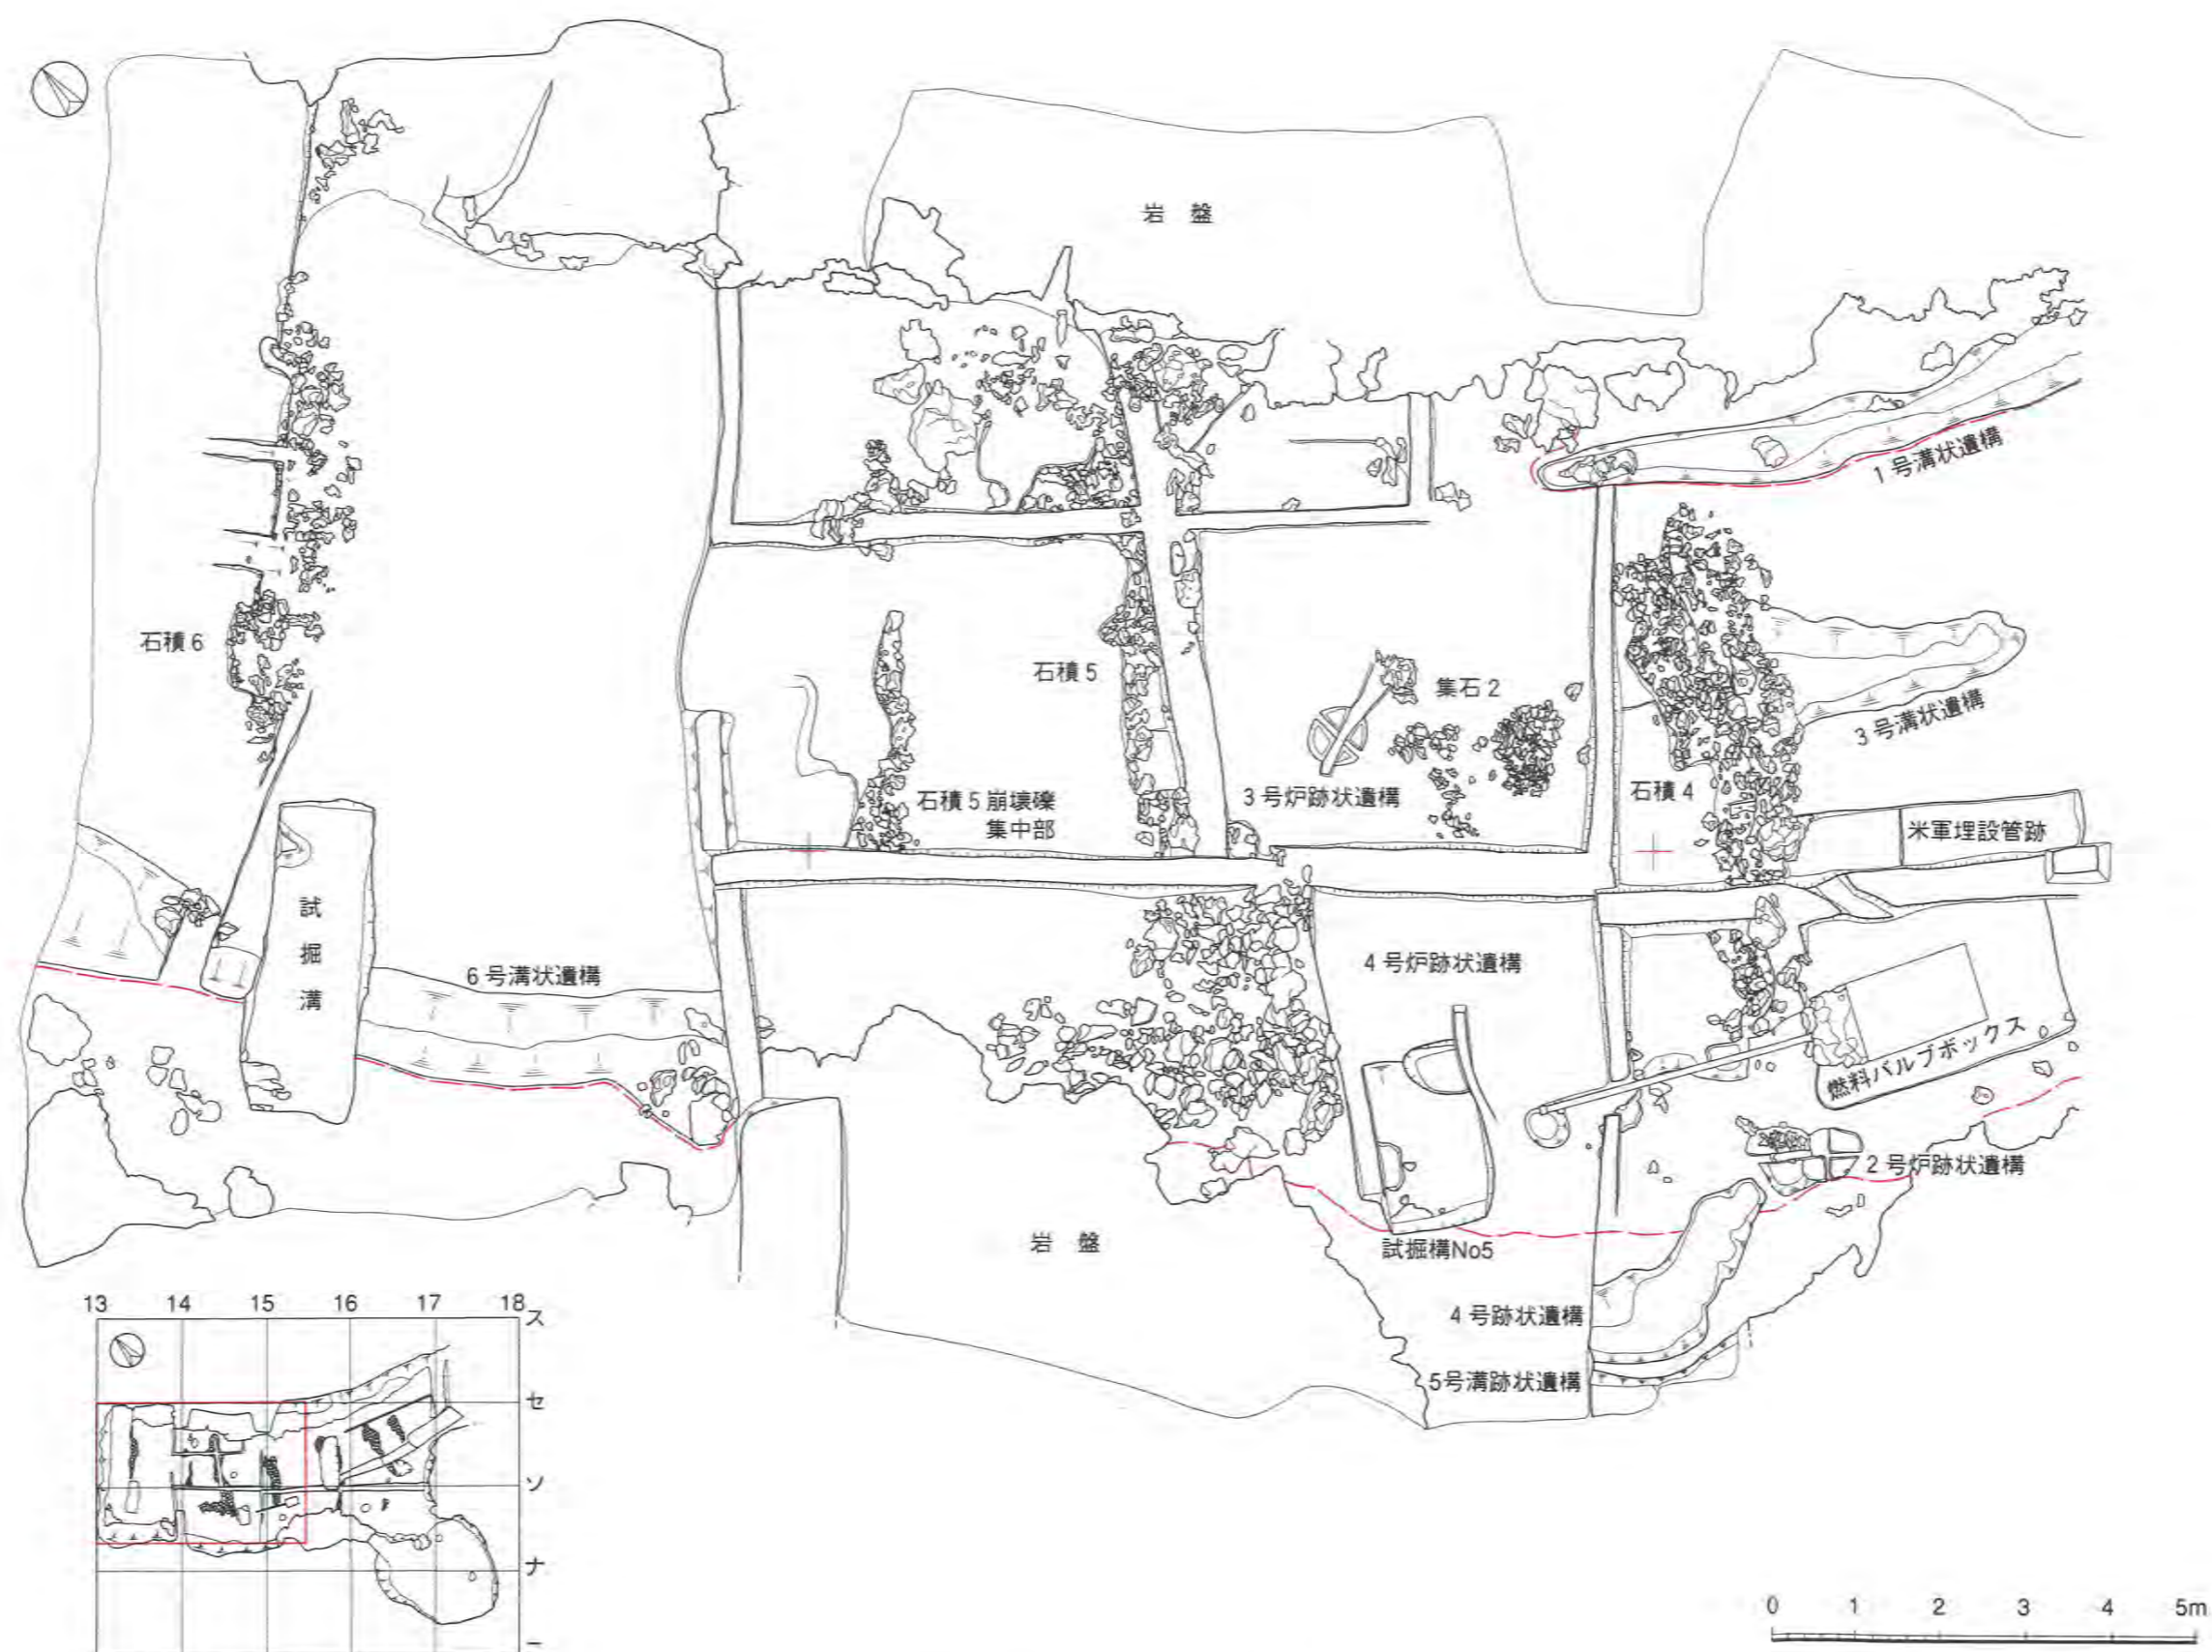 岩 盤
1号溝状遺構
石積6
石積5
集石2
3号溝状遺構
石積5崩壊礫
集中部
3号炉跡状遺構
石積4
米軍埋設管跡
試掘溝
6号溝状遺構
4号炉跡状遺構
燃料バルブボックス
2号炉跡状遺構
岩 盤
試掘構No5
4号跡状遺構
5号溝跡状遺構
13 14 15 16 17 18
ス
セ
ソ
ナ
0 1 2 3 4 5m